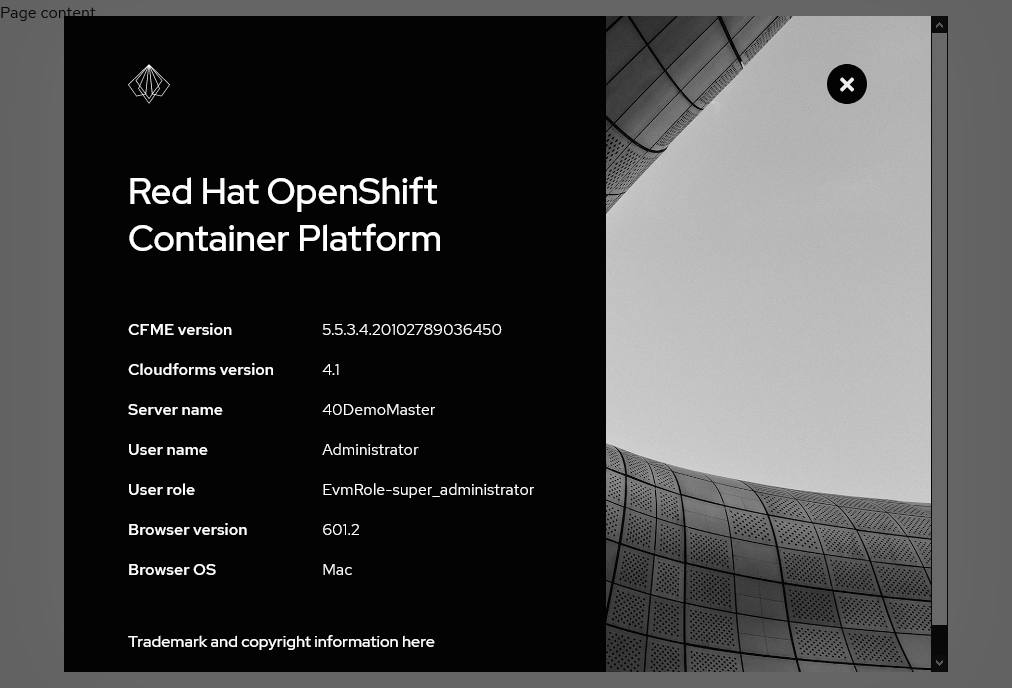 Page content
Red Hat OpenShift
Container Platform
CFME version 5.5.3.4.20102789036450
Cloudforms version 4.1
Server name 40DemoMaster
User name Administrator
User role EvmRole-super_administrator
Browser version 601.2
Browser OS Mac
Trademark and copyright information here